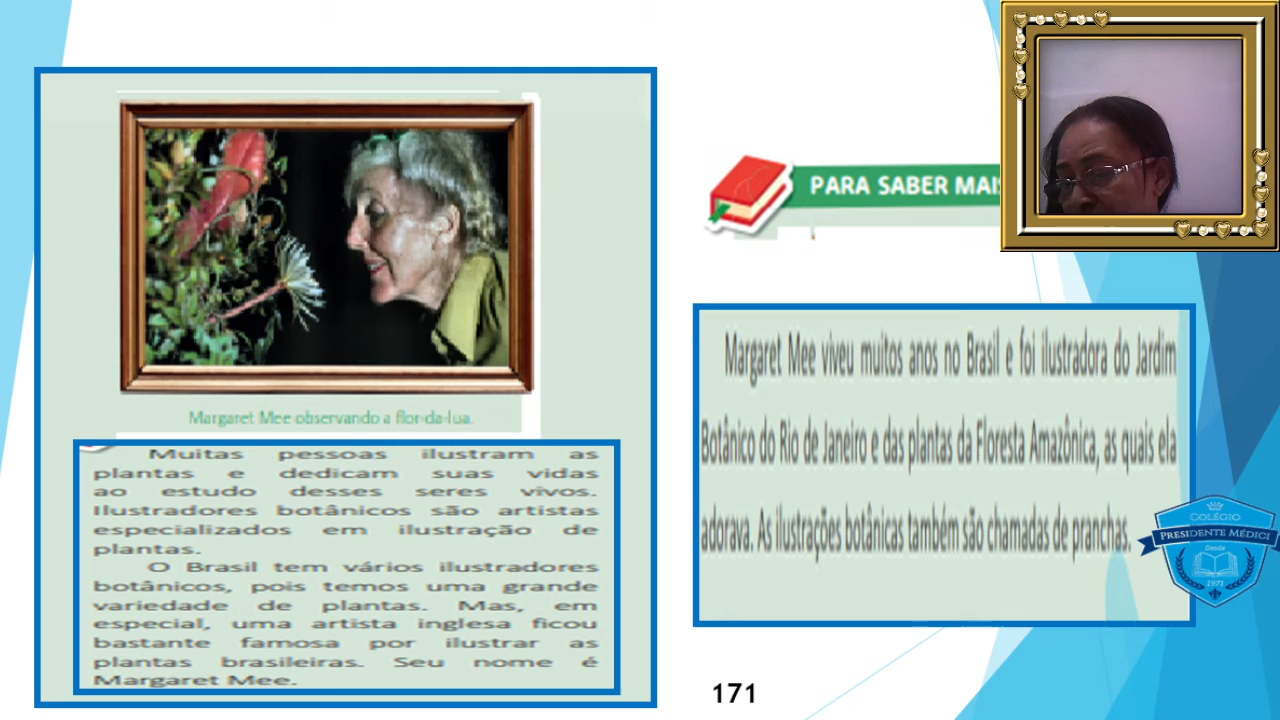 Margaret Mee observando a flor-da-lua.
Muitas pessoas ilustram as
plantas e dedicam suas vidas
ao estudo desses seres vivos.
Ilustradores botânicos são artistas
especializados em ilustração de
plantas.
O Brasil tem vários ilustradores
botânicos, pois temos uma grande
variedade de plantas. Mas, em
especial, uma artista inglesa ficou
bastante famosa por ilustrar as
plantas brasileiras. Seu nome é
Margaret Mee.
PARA SABER MAIS
Margaret Mee viveu muitos anos no Brasil e foi ilustradora do Jardim
Botânico do Rio de Janeiro e das plantas da Floresta Amazônica, as quais ela
adorava. As ilustrações botânicas também são chamadas de pranchas.
COLÉGIO
PRESIDENTE MÉDICI
Desde
1971
171